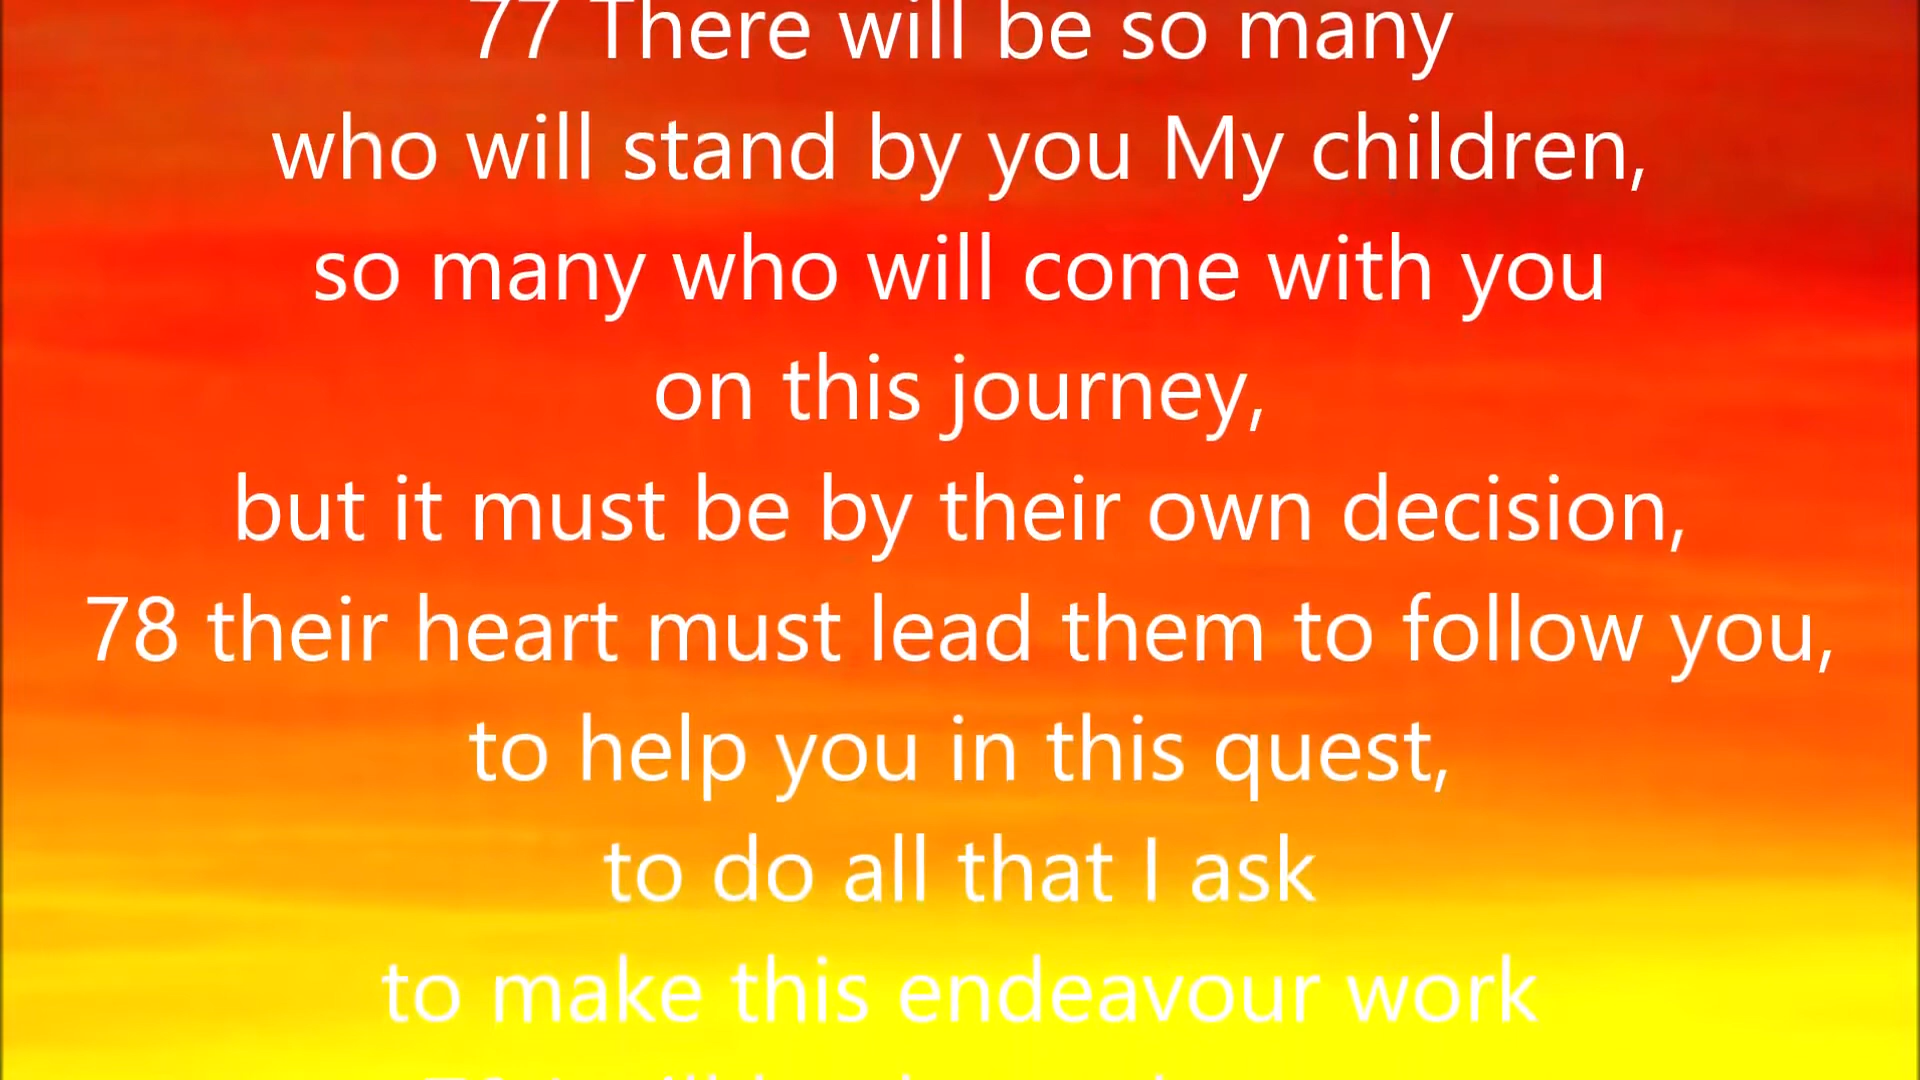 77 There will be so many
who will stand by you My children,
so many who will come with you
on this journey,
but it must be by their own decision,
78 their heart must lead them to follow you,
to help you in this quest,
to do all that I ask
to make this endeavour work